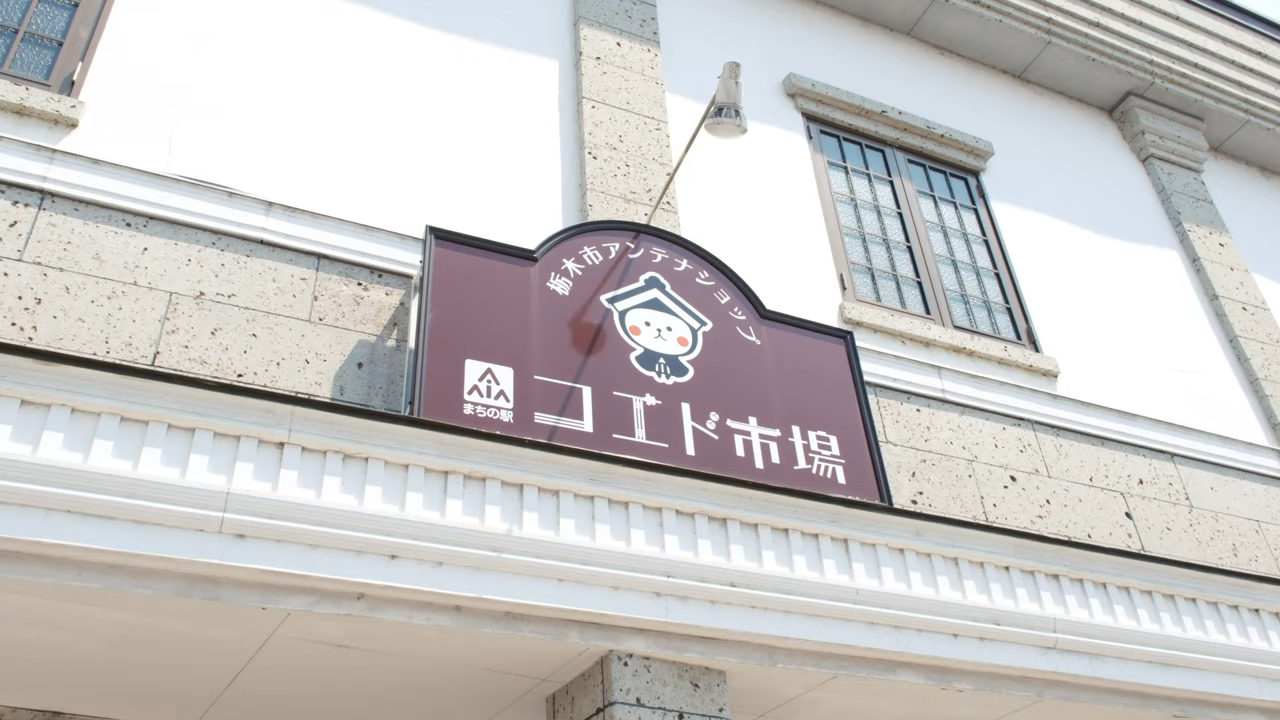 栃木市アンテナショップ
まちの駅
コエド市場